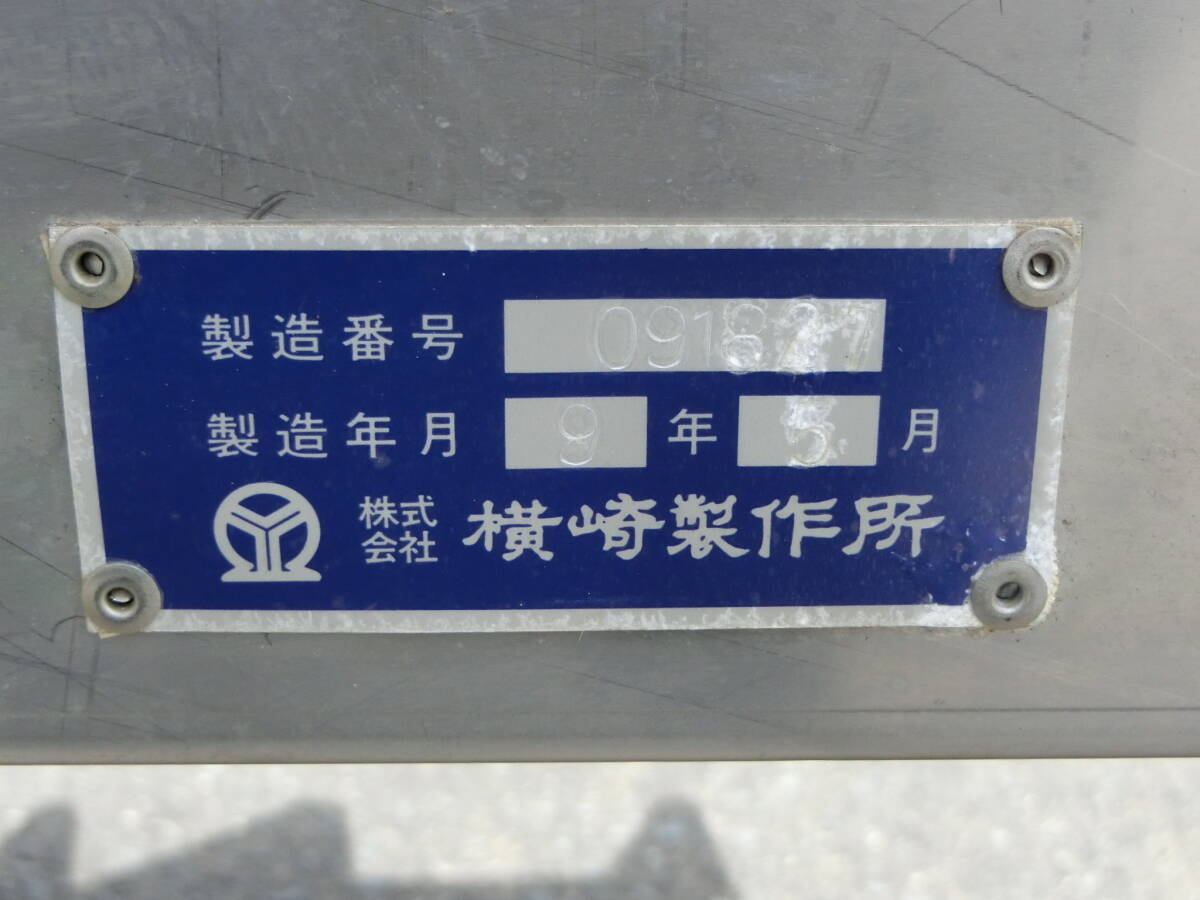 製造番号 091827
製造年月 9年5月
株式会社 横崎製作所